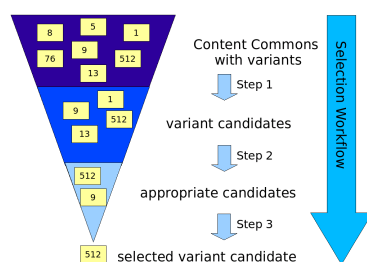 8
5
1
76
9
512
13
Content Commons
with variants
Step 1
1
9
512
13
variant candidates
Step 2
512
9
appropriate candidates
Step 3
512
selected variant candidate
Selection Workflow